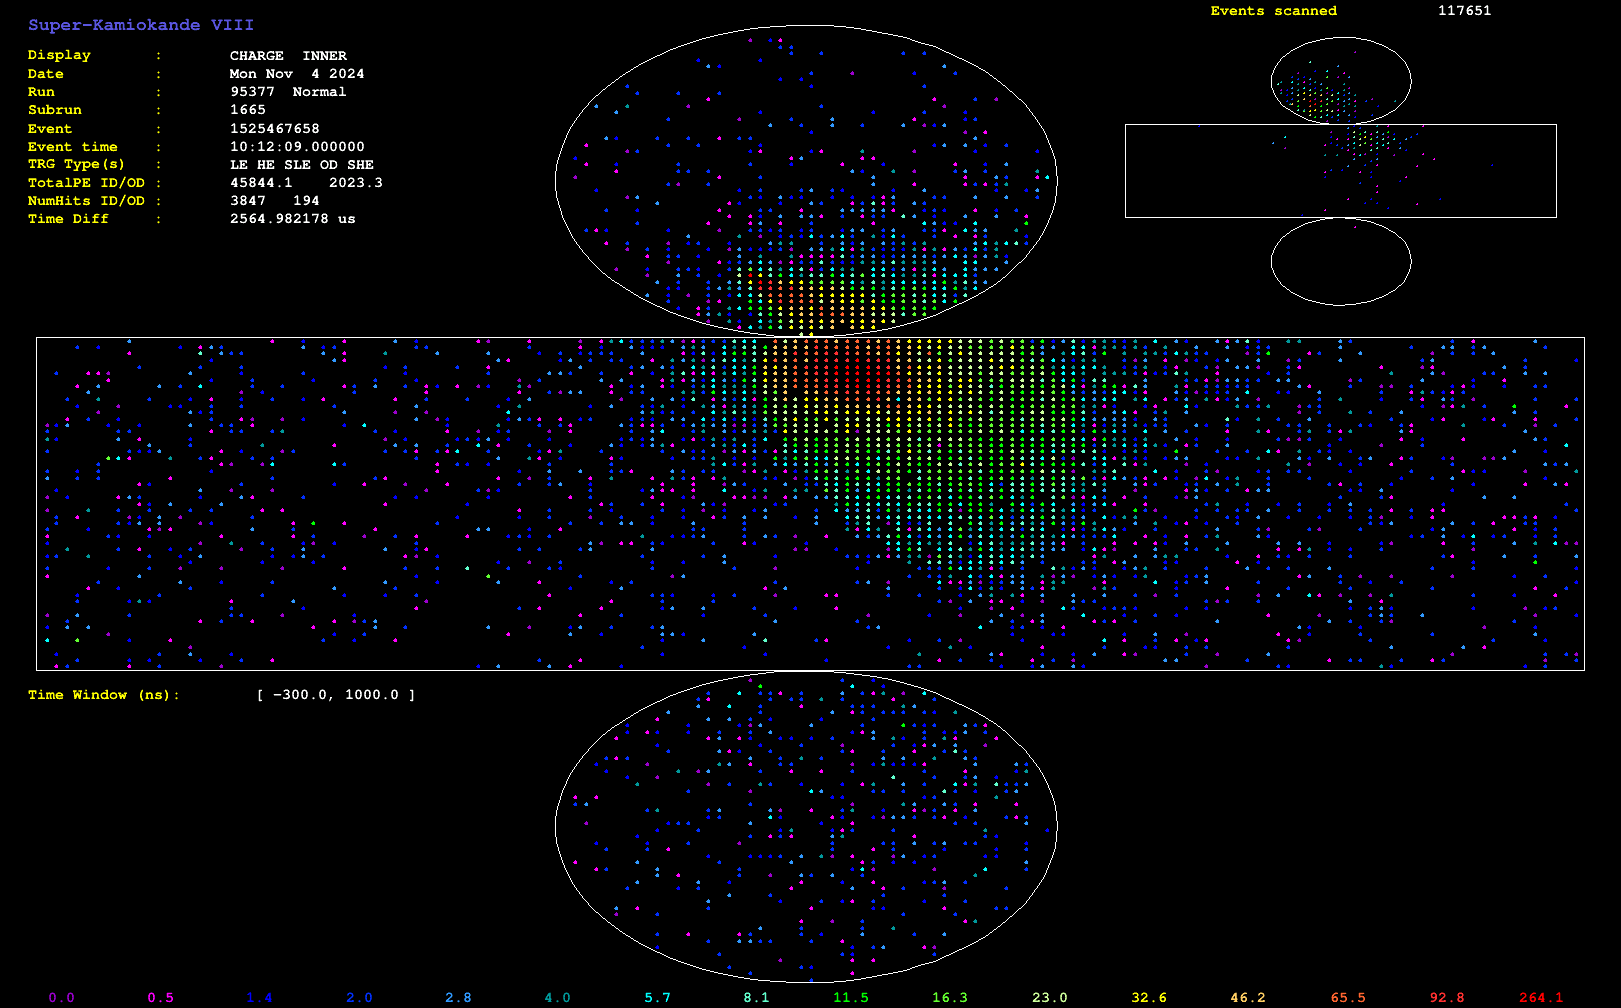 Super-Kamiokande VIII
Display : CHARGE INNER
Date : Mon Nov 4 2024
Run : 95377 Normal
Subrun : 1665
Event : 1525467658
Event time : 10:12:09.000000
TRG Type(s) : LE HE SLE OD SHE
TotalPE ID/OD : 45844.1 2023.3
NumHits ID/OD : 3847 194
Time Diff : 2564.982178 us
Events scanned 117651
Time Window (ns): [ -300.0, 1000.0 ]
0.0 0.5 1.4 2.0 2.8 4.0 5.7 8.1 11.5 16.3 23.0 32.6 46.2 65.5 92.8 264.1